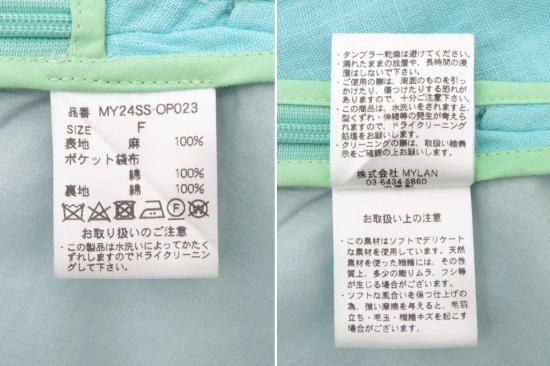 品番 MY24SS-OP023
SIZE F
表地 麻 100%
ポケット袋布
綿 100%
裏地 綿 100%
お取り扱いのご注意
・この製品は水洗いによってかたく
ずれしますのでドライクリーニン
グして下さい。
・タンブラー乾燥は避けてください。
・濡れたままの放置や、長時間の浸
漬はしないで下さい。
・着用の際は、周囲のものを引っ
かけたり、傷つけたりする恐れが
ありますので、十分ご注意下さい。
・この商品は、水洗いをされますと、
型くずれ・伸縮等の発生が考えら
れますので、ドライクリーニング
処理をお願いします。
・クリーニングの際は、取扱い絵表
示をご確認の上お願いします。
株式会社 MYLAN
03-6434-5860
お取扱い上の注意
・この素材はソフトでデリケート
な素材を使用しています。天然
素材を使った繊維には、その性
質上、多少の織りムラ、フシ等
が生じる場合がございます。
・ソフトな風合いを保つ仕上げの
為、強い摩擦を与えると、毛羽
立ち・毛玉・繊維キズを起こす
場合がございます。